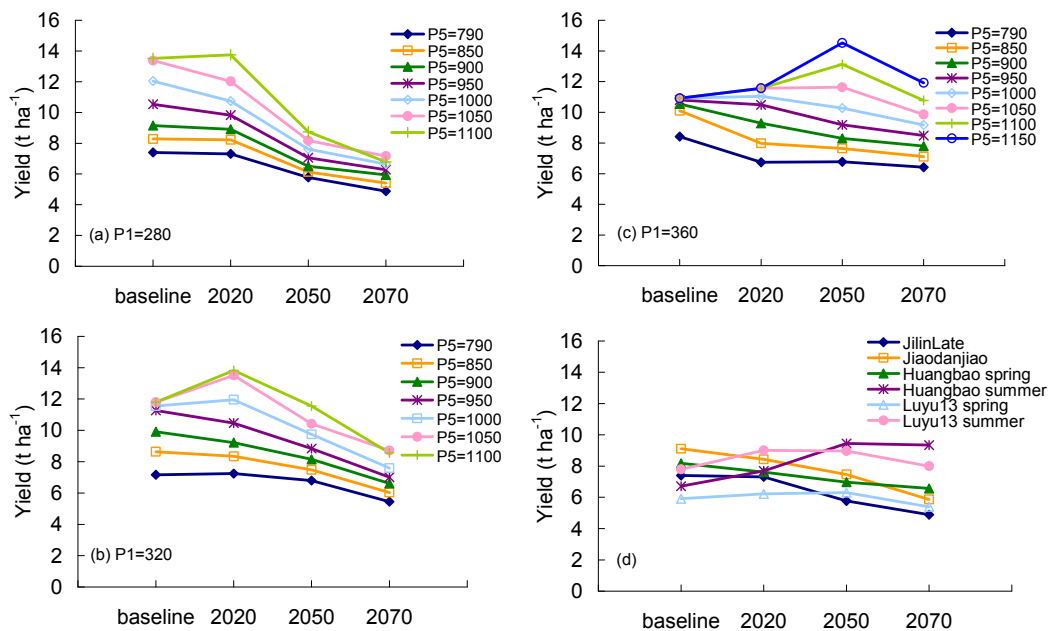 16
14
12
10
8
6
4
2
0
Yield (t ha⁻¹)
P5=790
P5=850
P5=900
P5=950
P5=1000
P5=1050
P5=1100
(a) P1=280
baseline 2020 2050 2070
16
14
12
10
8
6
4
2
0
Yield (t ha⁻¹)
P5=790
P5=850
P5=900
P5=950
P5=1000
P5=1050
P5=1100
P5=1150
(c) P1=360
baseline 2020 2050 2070
16
14
12
10
8
6
4
2
0
Yield (t ha⁻¹)
P5=790
P5=850
P5=900
P5=950
P5=1000
P5=1050
P5=1100
(b) P1=320
baseline 2020 2050 2070
16
14
12
10
8
6
4
2
0
Yield (t ha⁻¹)
JilinLate
Jiaodanjiao
Huangbao spring
Huangbao summer
Luyu13 spring
Luyu13 summer
(d)
baseline 2020 2050 2070